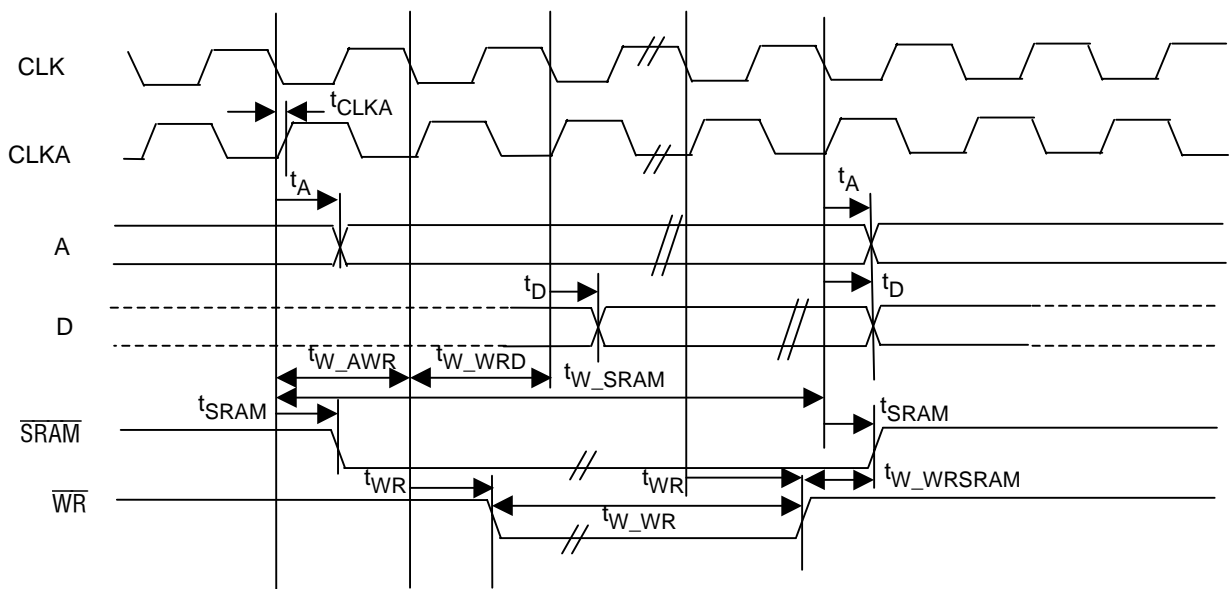 CLK
tCLKA
CLKA
tA
tA
A
tD
tD
D
tW_AWR
tW_WRD
tW_SRAM
tSRAM
tSRAM
SRAM
tWR
tWR
tW_WRSRAM
WR
tW_WR